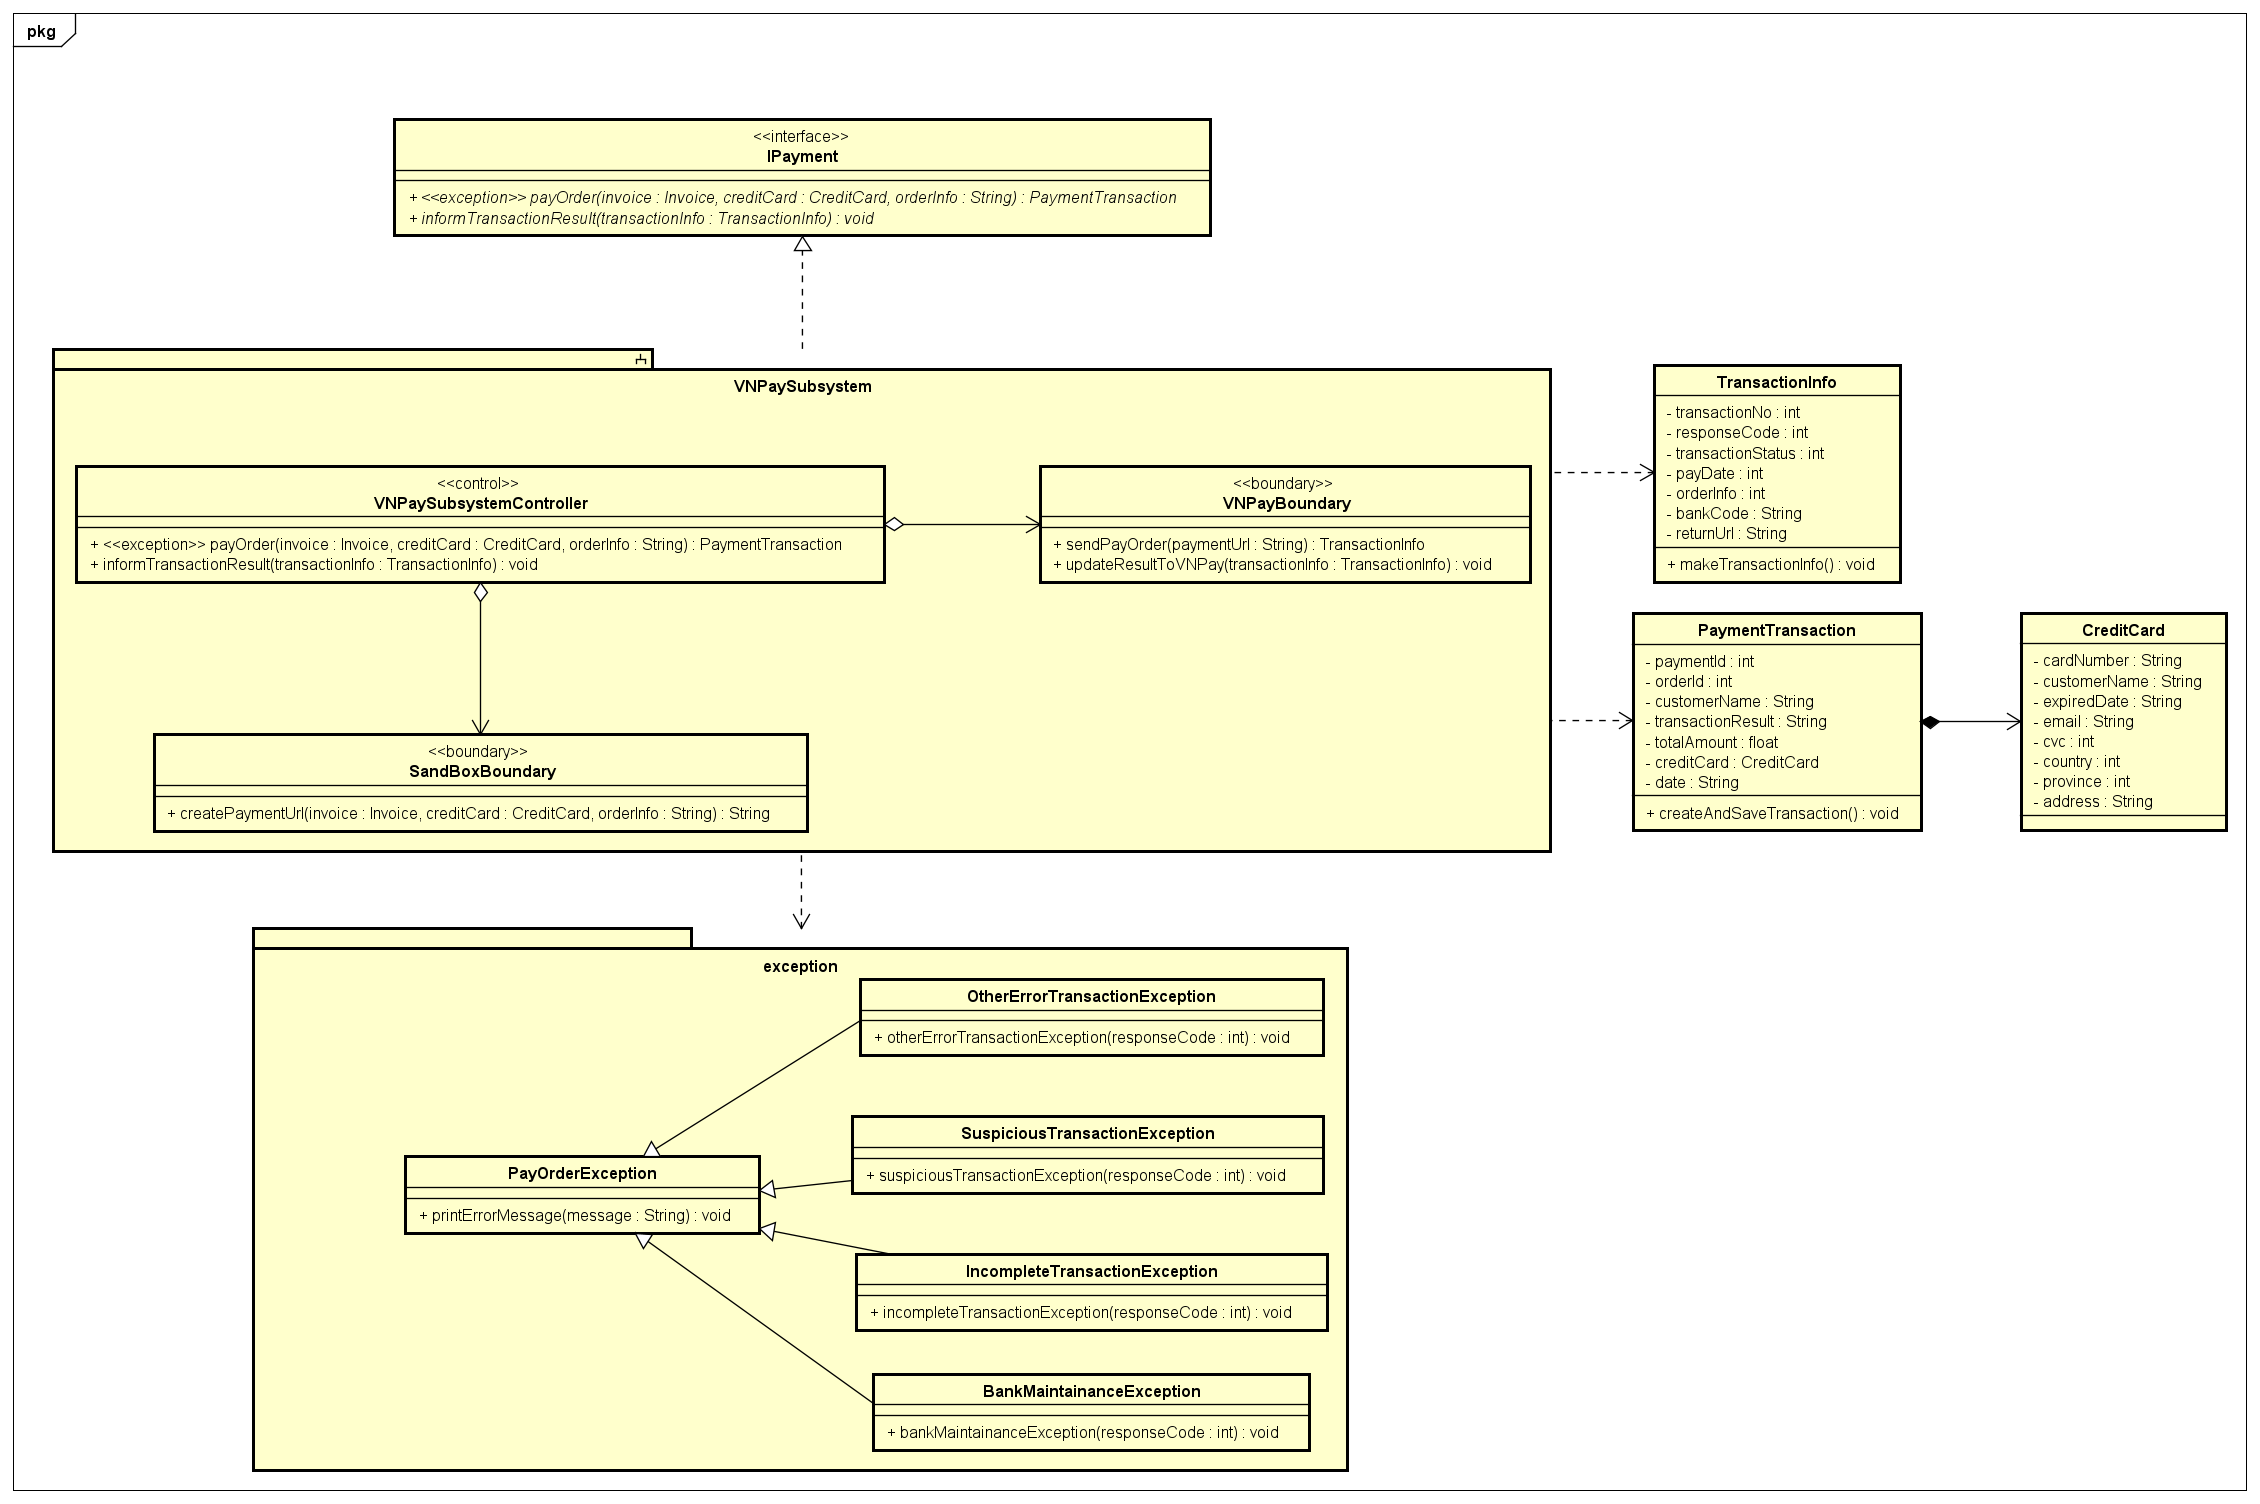 pkg
<<interface>>
IPayment
+ <<exception>> payOrder(invoice : Invoice, creditCard : CreditCard, orderInfo : String) : PaymentTransaction
+ informTransactionResult(transactionInfo : TransactionInfo) : void
VNPaySubsystem
<<control>>
VNPaySubsystemController
+ <<exception>> payOrder(invoice : Invoice, creditCard : CreditCard, orderInfo : String) : PaymentTransaction
+ informTransactionResult(transactionInfo : TransactionInfo) : void
<<boundary>>
VNPayBoundary
+ sendPayOrder(paymentUrl : String) : TransactionInfo
+ updateResultToVNPay(transactionInfo : TransactionInfo) : void
<<boundary>>
SandBoxBoundary
+ createPaymentUrl(invoice : Invoice, creditCard : CreditCard, orderInfo : String) : String
TransactionInfo
- transactionNo : int
- responseCode : int
- transactionStatus : int
- payDate : int
- orderInfo : int
- bankCode : String
- returnUrl : String
+ makeTransactionInfo() : void
PaymentTransaction
- paymentId : int
- orderId : int
- customerName : String
- transactionResult : String
- totalAmount : float
- creditCard : CreditCard
- date : String
+ createAndSaveTransaction() : void
CreditCard
- cardNumber : String
- customerName : String
- expiredDate : String
- email : String
- cvc : int
- country : int
- province : int
- address : String
exception
OtherErrorTransactionException
+ otherErrorTransactionException(responseCode : int) : void
SuspiciousTransactionException
+ suspiciousTransactionException(responseCode : int) : void
PayOrderException
+ printErrorMessage(message : String) : void
IncompleteTransactionException
+ incompleteTransactionException(responseCode : int) : void
BankMaintainanceException
+ bankMaintainanceException(responseCode : int) : void